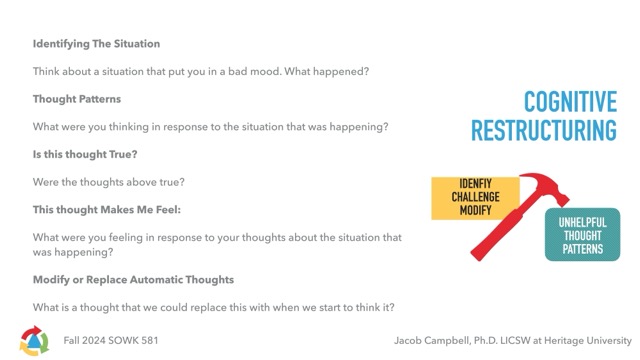 Identifying The Situation
Think about a situation that put you in a bad mood. What happened?
Thought Patterns
What were you thinking in response to the situation that was happening?
Is this thought True?
Were the thoughts above true?
This thought Makes Me Feel:
What were you feeling in response to your thoughts about the situation that
was happening?
Modify or Replace Automatic Thoughts
What is a thought that we could replace this with when we start to think it?
COGNITIVE
RESTRUCTURING
IDENFIY
CHALLENGE
MODIFY
UNHELPFUL
THOUGHT
PATTERNS
Fall 2024 SOWK 581
Jacob Campbell, Ph.D. LICSW at Heritage University